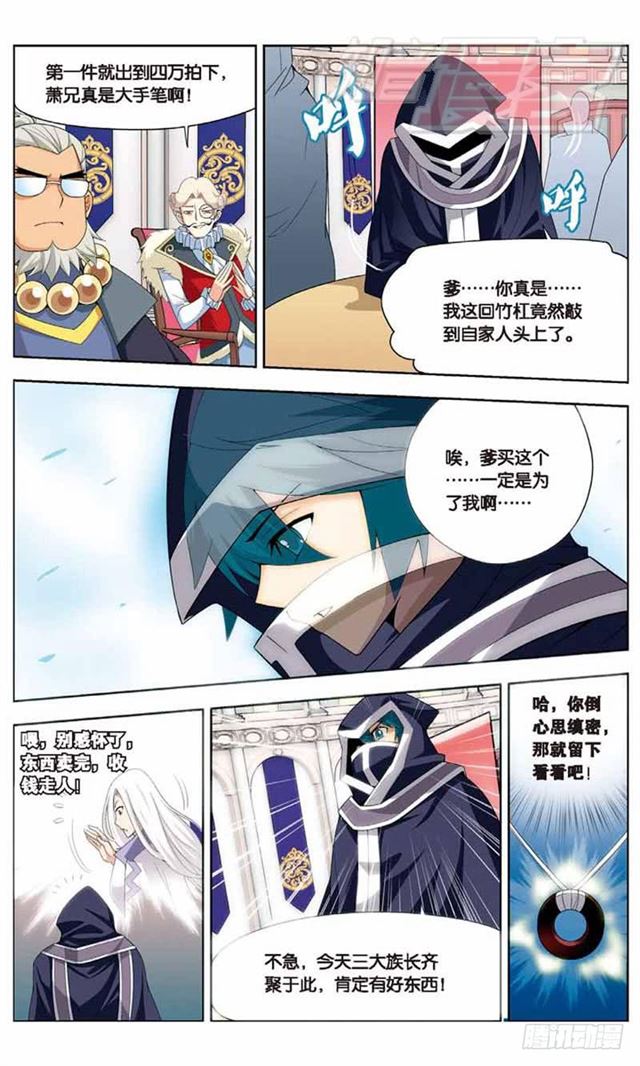 第一件就出到四万拍下，
萧兄真是大手笔啊！
呼
呼
爹……你真是……
我这回竹杠竟然敲
到自家人头上了。
唉，爹买这个
……一定是为
了我啊……
喂，别感怀了，
东西卖完，收
钱走人！
不急，今天三大族长齐
聚于此，肯定有好东西！
哈，你倒
心思缜密，
那就留下
看看吧！
腾讯动漫